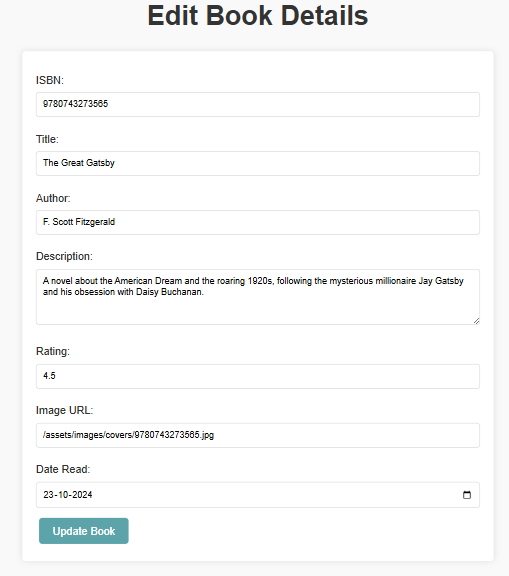 Edit Book Details
ISBN:
9780743273565
Title:
The Great Gatsby
Author:
F. Scott Fitzgerald
Description:
A novel about the American Dream and the roaring 1920s, following the mysterious millionaire Jay Gatsby
and his obsession with Daisy Buchanan.
Rating:
4.5
Image URL:
/assets/images/covers/9780743273565.jpg
Date Read:
23-10-2024
Update Book